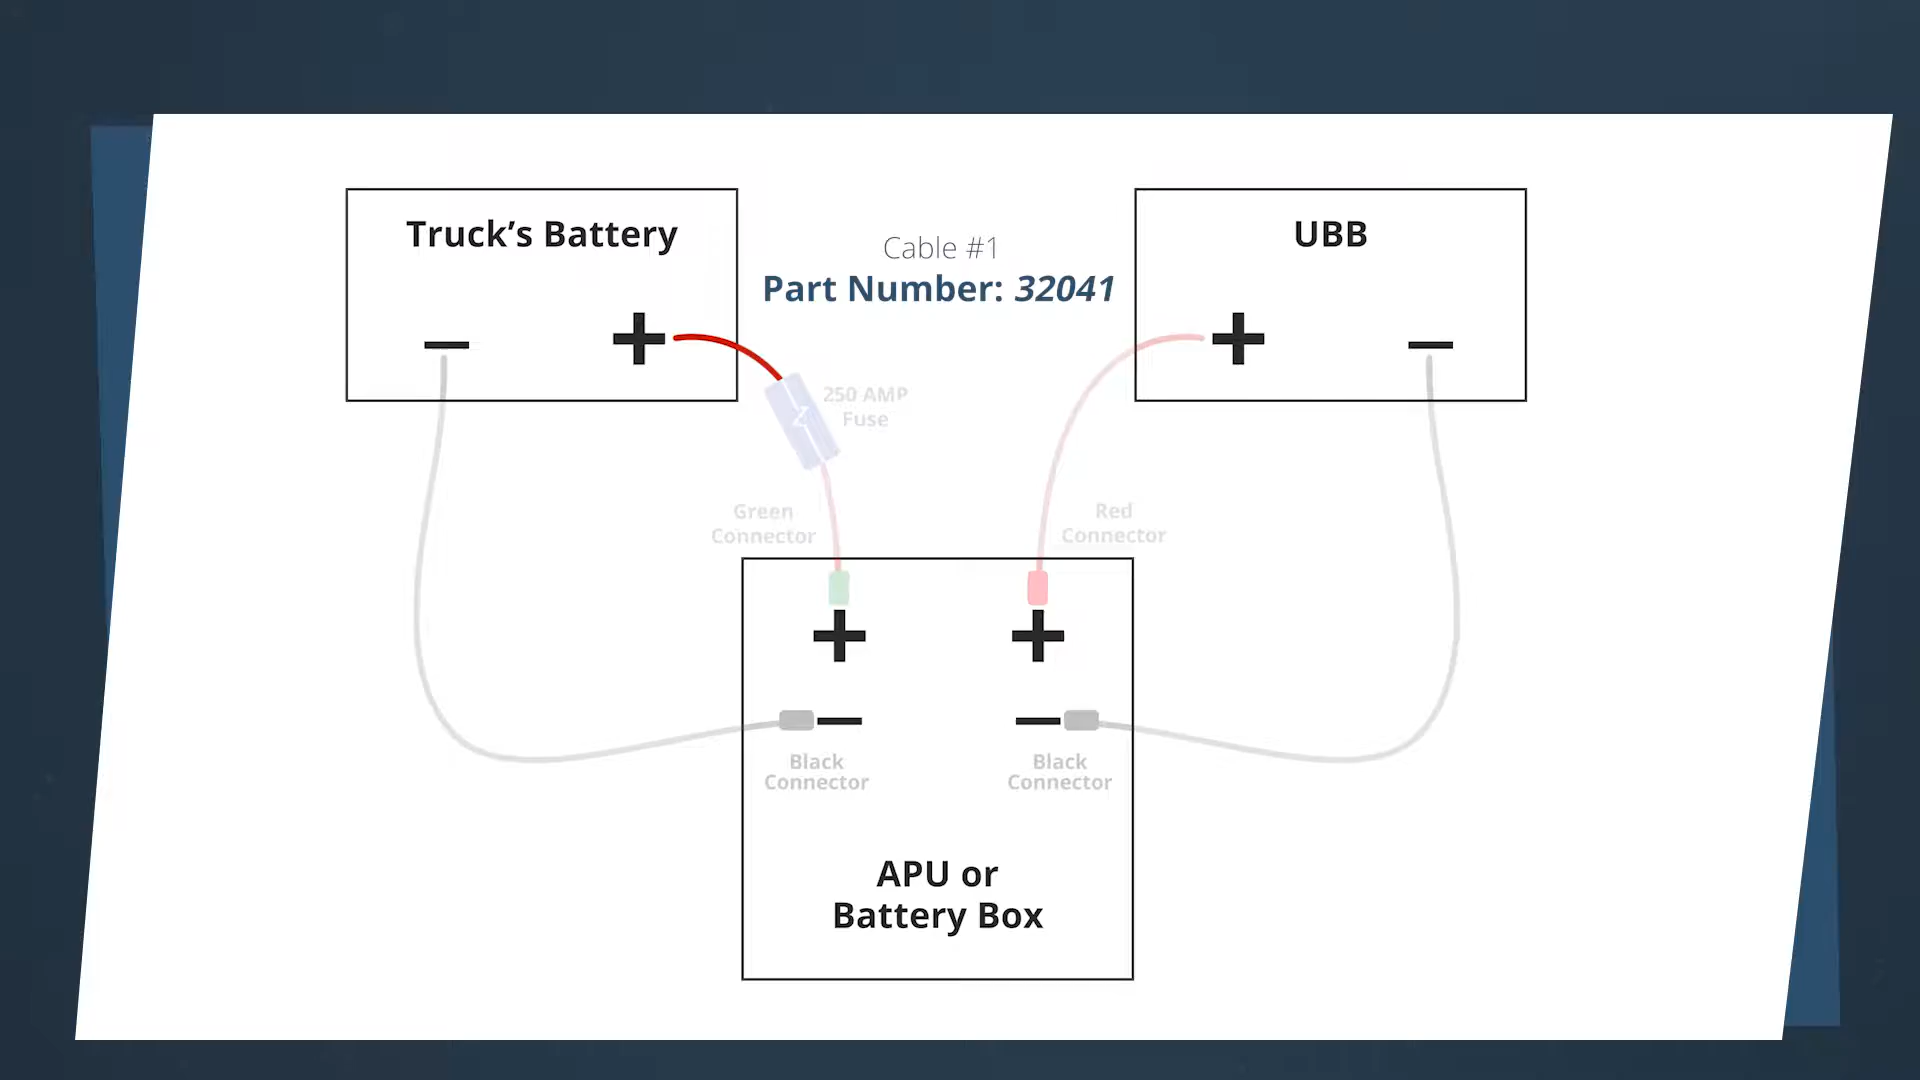 Truck’s Battery
Cable #1
Part Number: 32041
UBB
250 AMP
Fuse
Green
Connector
Red
Connector
Black
Connector
Black
Connector
APU or
Battery Box